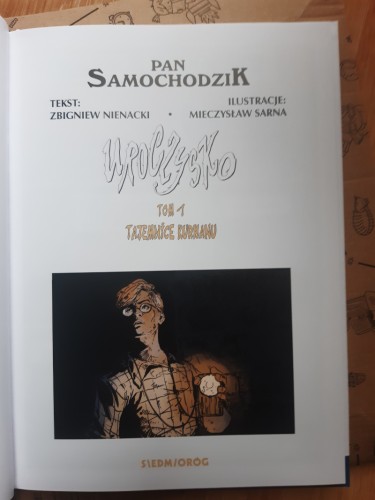 PAN
SAMOCHODZIK
TEKST: ILUSTRACJE:
ZBIGNIEW NIENACKI • MIECZYSŁAW SARNA
UROCZYSKO
TOM 1
TAJEMNICE KURHANU
SIEDMIORÓG